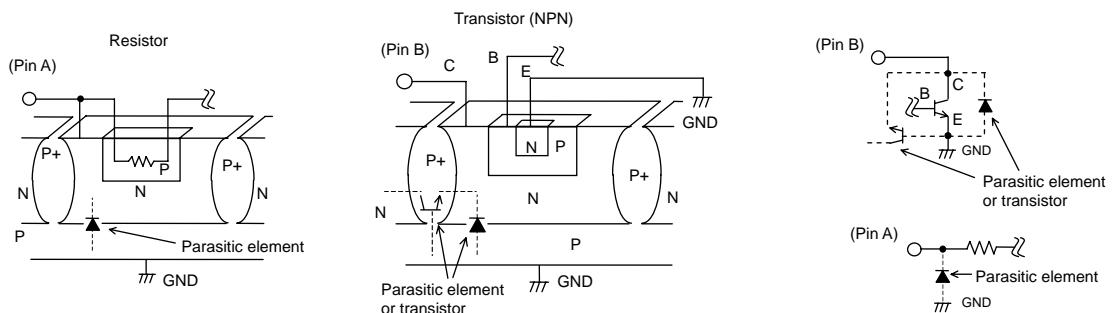 Resistor
(Pin A)
P+
P
P+
N
N
N
P
Parasitic element
GND
Transistor (NPN)
(Pin B)
C
B
E
GND
P+
N
P
P+
N
N
N
P
GND
Parasitic element
or transistor
(Pin B)
C
B
E
GND
Parasitic element
or transistor
(Pin A)
Parasitic element
GND